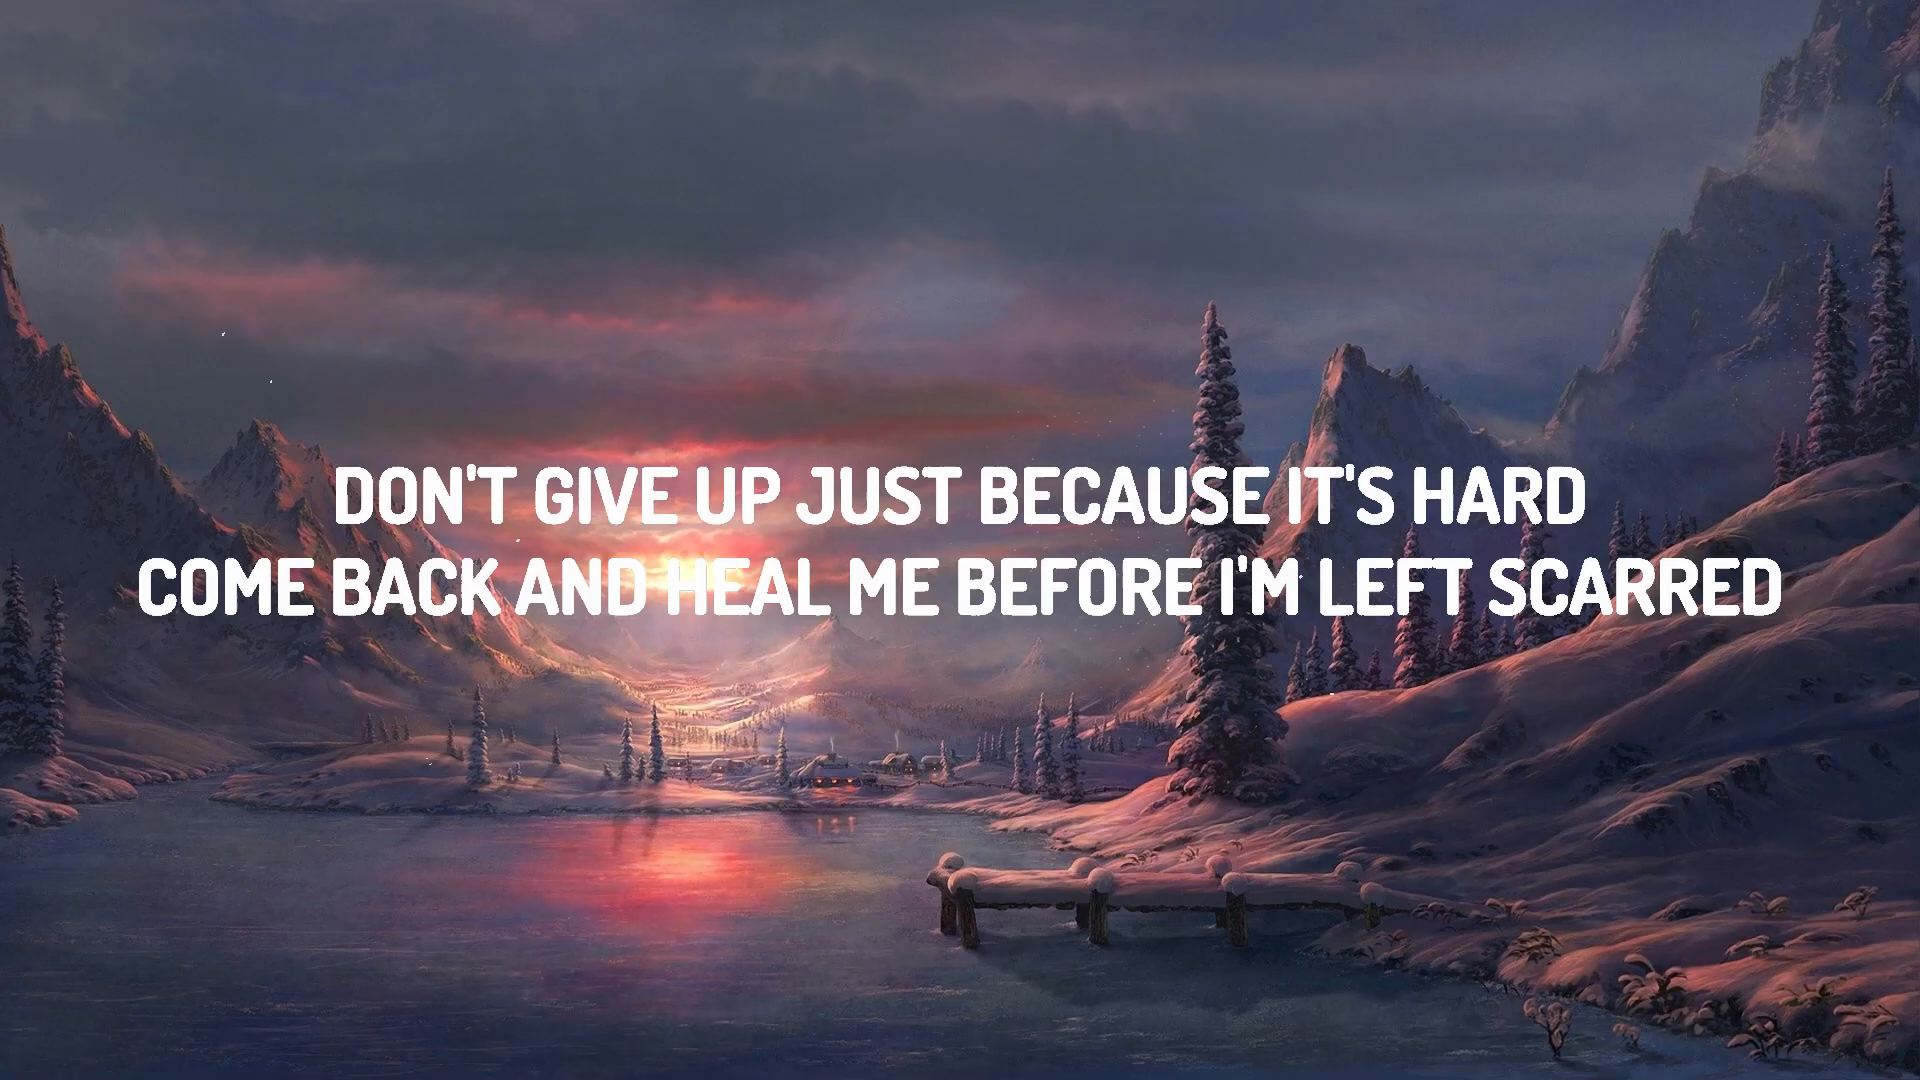 DON'T GIVE UP JUST BECAUSE IT'S HARD
COME BACK AND HEAL ME BEFORE I'M LEFT SCARRED